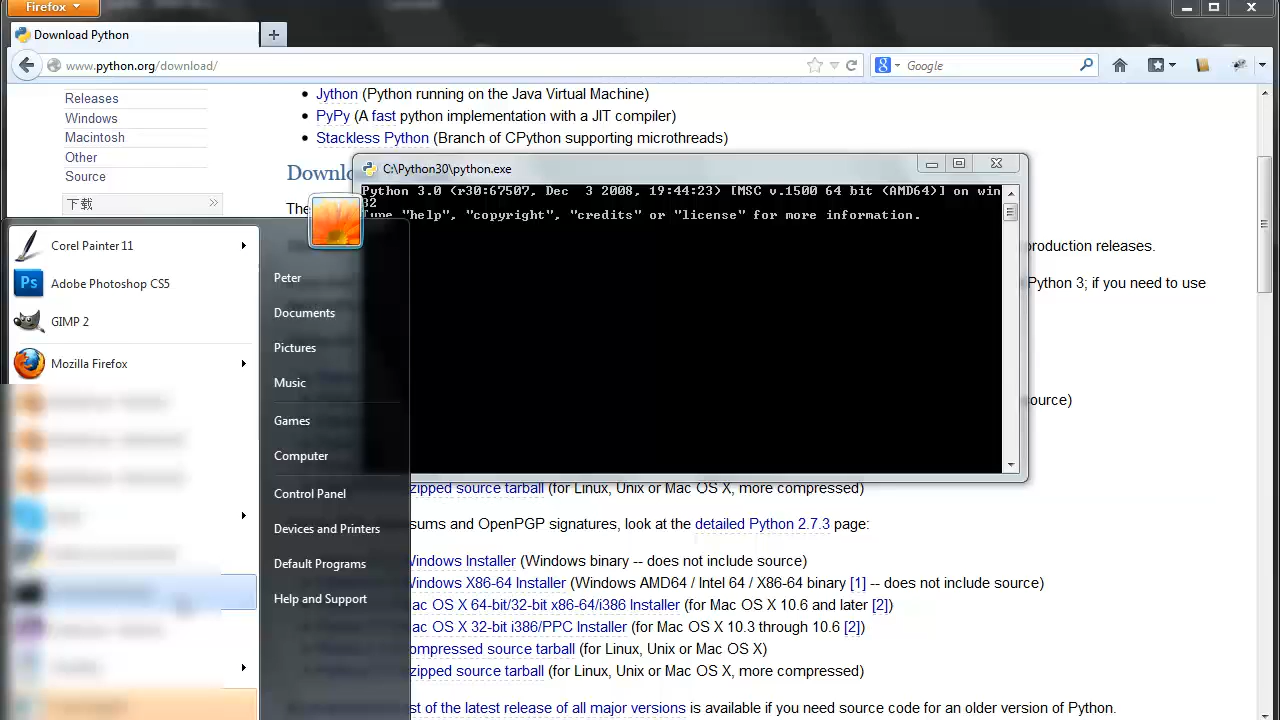 Firefox
Download Python
www.python.org/download/
Google
Releases
Windows
Macintosh
Other
Source
下载
Jython (Python running on the Java Virtual Machine)
PyPy (A fast python implementation with a JIT compiler)
Stackless Python (Branch of CPython supporting microthreads)
C:\Python30\python.exe
Python 3.0 (r30:67507, Dec  3 2008, 19:44:23) [MSC v.1500 64 bit (AMD64)] on win
32
Type "help", "copyright", "credits" or "license" for more information.
production releases.
Python 3; if you need to use
Corel Painter 11
Adobe Photoshop CS5
GIMP 2
Mozilla Firefox
Peter
Documents
Pictures
Music
Games
Computer
Control Panel
Devices and Printers
Default Programs
Help and Support
zipped source tarball (for Linux, Unix or Mac OS X, more compressed)
sums and OpenPGP signatures, look at the detailed Python 2.7.3 page:
Windows Installer (Windows binary -- does not include source)
Windows X86-64 Installer (Windows AMD64 / Intel 64 / X86-64 binary [1] -- does not include source)
Mac OS X 64-bit/32-bit x86-64/i386 Installer (for Mac OS X 10.6 and later [2])
Mac OS X 32-bit i386/PPC Installer (for Mac OS X 10.3 through 10.6 [2])
compressed source tarball (for Linux, Unix or Mac OS X)
zipped source tarball (for Linux, Unix or Mac OS X, more compressed)
of the latest release of all major versions is available if you need source code for an older version of Python.